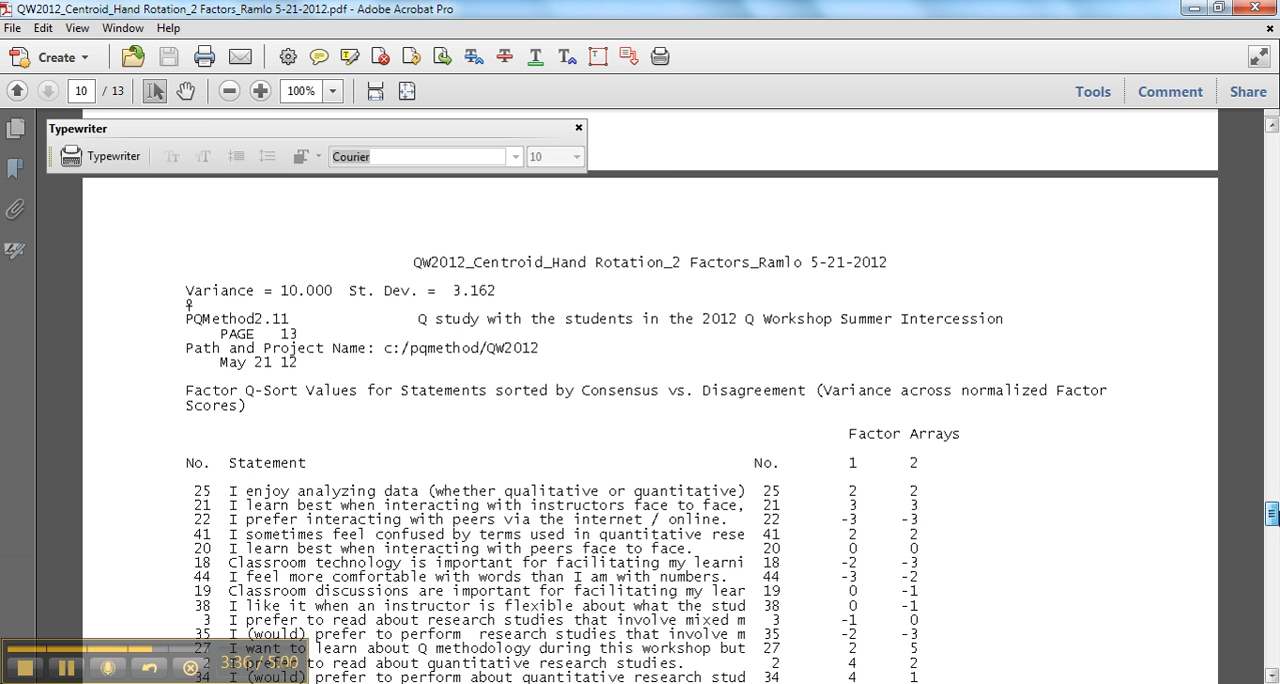 QW2012_Centroid_Hand Rotation_2 Factors_Ramlo 5-21-2012.pdf - Adobe Acrobat Pro
File Edit View Window Help
Create
10 / 13 100% Tools Comment Share
Typewriter
Typewriter Courier 10
QW2012_Centroid_Hand Rotation_2 Factors_Ramlo 5-21-2012
Variance = 10.000 St. Dev. = 3.162
PQMethod2.11 Q study with the students in the 2012 Q Workshop Summer Intercession
PAGE 13
Path and Project Name: c:/pqmethod/QW2012
May 21 12
Factor Q-Sort Values for Statements sorted by Consensus vs. Disagreement (Variance across normalized Factor
Scores)
Factor Arrays
No. Statement No. 1 2
25 I enjoy analyzing data (whether qualitative or quantitative) 25 2 2
21 I learn best when interacting with instructors face to face, 21 3 3
22 I prefer interacting with peers via the internet / online. 22 -3 -3
41 I sometimes feel confused by terms used in quantitative rese 41 2 2
20 I learn best when interacting with peers face to face. 20 0 0
18 Classroom technology is important for facilitating my learni 18 -2 -3
44 I feel more comfortable with words than I am with numbers. 44 -3 -2
19 Classroom discussions are important for facilitating my lear 19 0 -1
38 I like it when an instructor is flexible about what the stud 38 0 -1
3 I prefer to read about research studies that involve mixed m 3 -1 0
35 I (would) prefer to perform research studies that involve m 35 -2 -3
27 I want to learn about Q methodology during this workshop but 27 2 5
2 to read about quantitative research studies. 2 4 2
34 I (would) prefer to perform about quantitative research stud 34 4 1
3:36 / 5:00